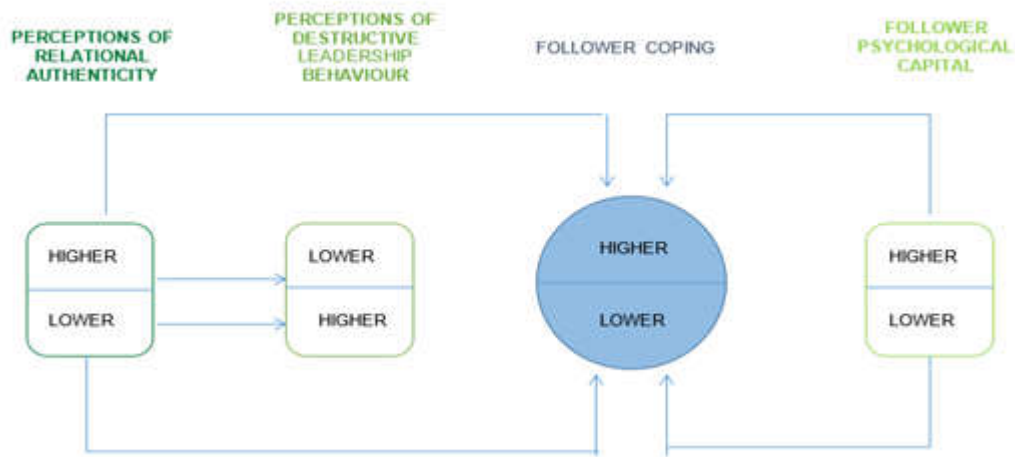 PERCEPTIONS OF
RELATIONAL
AUTHENTICITY
PERCEPTIONS OF
DESTRUCTIVE
LEADERSHIP
BEHAVIOUR
FOLLOWER COPING
FOLLOWER
PSYCHOLOGICAL
CAPITAL
HIGHER
LOWER
LOWER
HIGHER
HIGHER
LOWER
HIGHER
LOWER